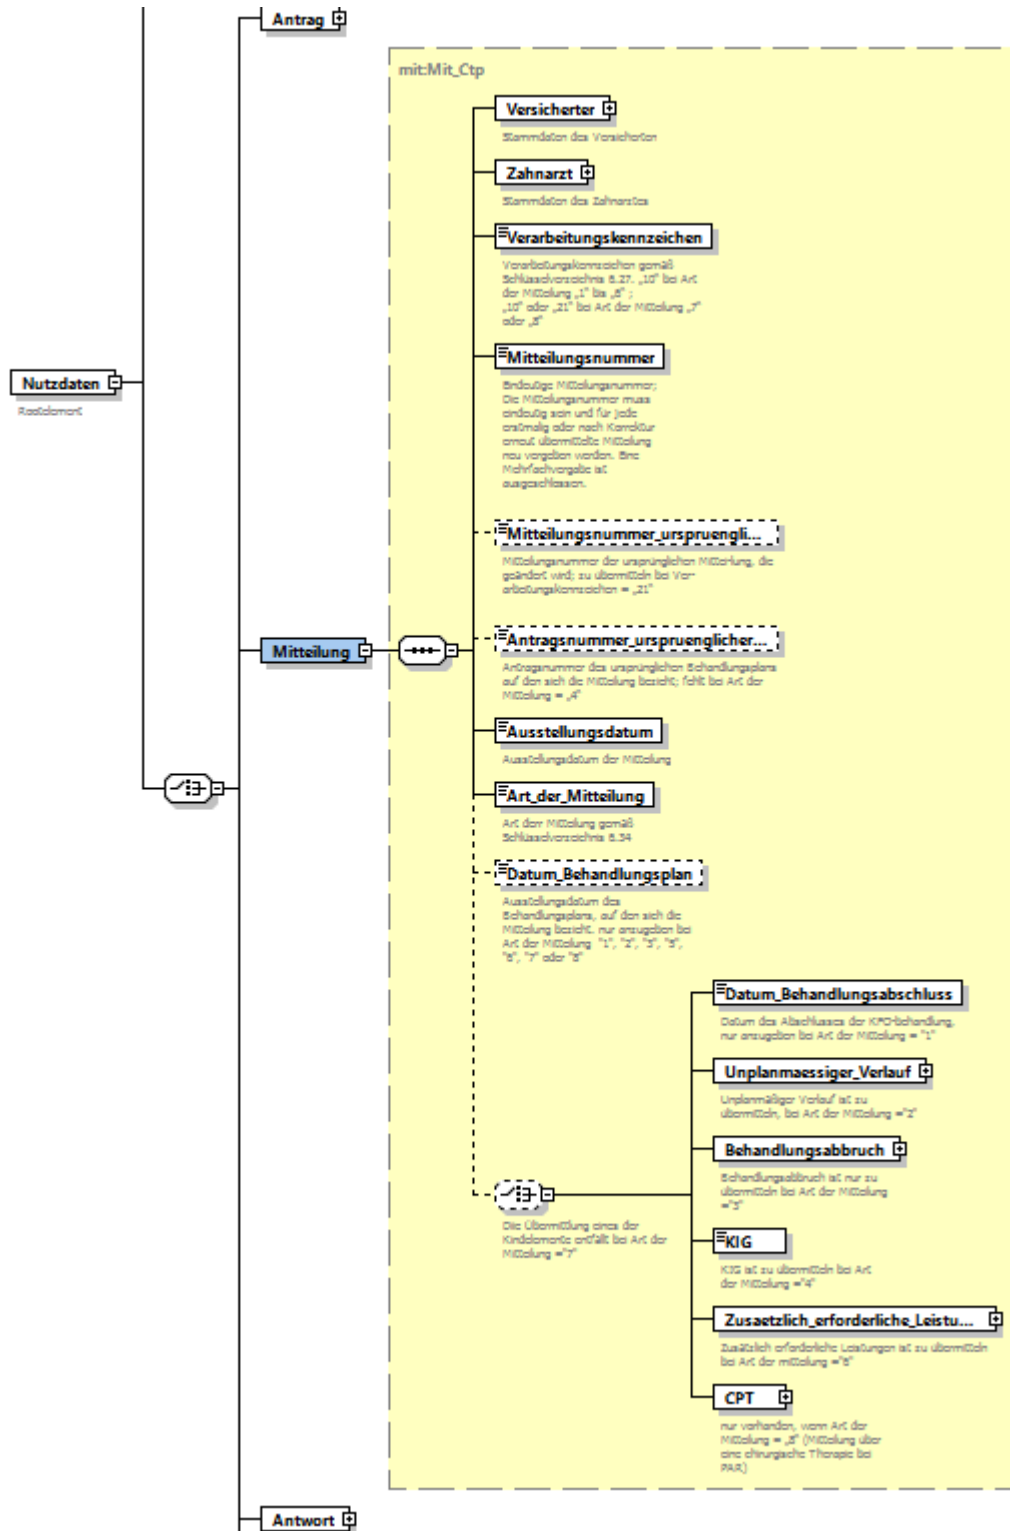 Antrag
mit:Mit_Ctp
Versicherter
Stammdaten des Versicherten
Zahnarzt
Stammdaten des Zahnarztes
Verarbeitungskennzeichen
Verarbeitungskennzeichen gemäß
Schlüsselverzeichnis 8.27. „10" bei Art
der Mitteilung „1" bis „6" ;
„10" oder „21" bei Art der Mitteilung „7"
oder „8"
Mitteilungsnummer
Eindeutige Mitteilungsnummer;
Die Mitteilungsnummer muss
eindeutig sein und für jede
erstmalig oder nach Korrektur
erneut übermittelte Mitteilung
neu vergeben werden. Eine
Mehrfachvergabe ist
ausgeschlossen.
Nutzdaten
Rootelement
Mitteilungsnummer_urspruengli...
Mitteilungsnummer der ursprünglichen Mitteilung, die
geändert wird; zu übermitteln bei Ver-
arbeitungskennzeichen = „21"
Mitteilung
Antragsnummer_urspruenglicher...
Antragsnummer des ursprünglichen Behandlungsplans
auf den sich die Mitteilung bezieht; fehlt bei Art der
Mitteilung = „4"
Ausstellungsdatum
Ausstellungsdatum der Mitteilung
Art_der_Mitteilung
Art derr Mitteilung gemäß
Schlüsselverzeichnis 8.34
Datum_Behandlungsplan
Ausstellungsdatum des
Behandlungsplans, auf den sich die
Mitteilung bezieht. nur anzugeben bei
Art der Mitteilung "1", "2", "3", "5",
"6", "7" oder "8"
Datum_Behandlungsabschluss
Datum des Abschlusses der KFO-behandlung,
nur anzugeben bei Art der Mitteilung = "1"
Unplanmaessiger_Verlauf
Unplanmäßiger Verlauf ist zu
übermitteln, bei Art der Mitteilung ="2"
Behandlungsabbruch
Behandlungsabbruch ist nur zu
übermitteln bei Art der Mitteilung
="3"
Die Übermittlung eines der
Kindelemente entfällt bei Art der
Mitteilung ="7"
KIG
KIG ist zu übermitteln bei Art
der Mitteilung ="4"
Zusaetzlich_erforderliche_Leistu...
Zusätzlich erforderliche Leistungen ist zu übermitteln
bei Art der mitteilung ="6"
CPT
nur vorhanden, wenn Art der
Mitteilung = „8" (Mitteilung über
eine chirurgische Therapie bei
PAR)
Antwort